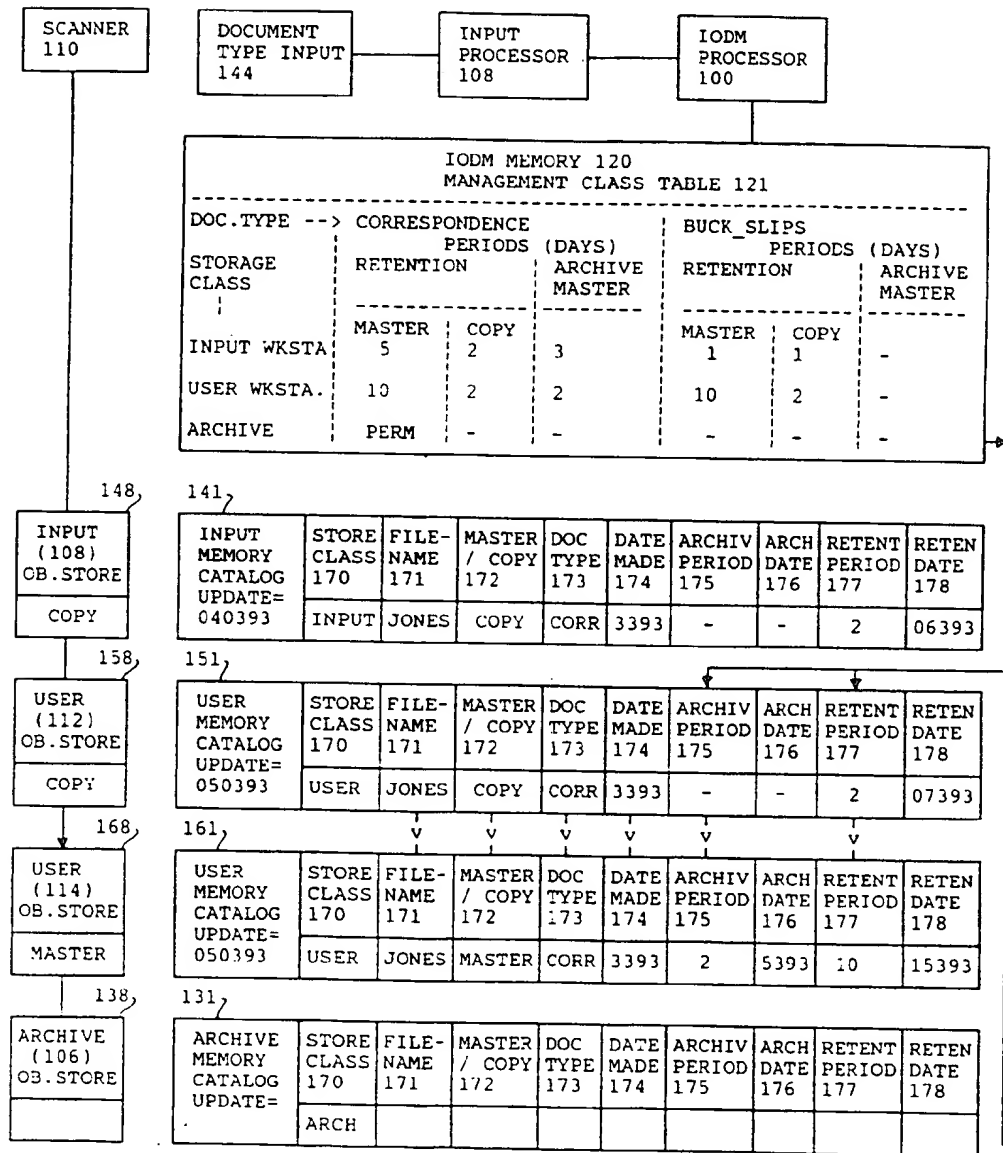 SCANNER
110
DOCUMENT
TYPE INPUT
144
INPUT
PROCESSOR
108
IODM
PROCESSOR
100
IODM MEMORY 120
MANAGEMENT CLASS TABLE 121
DOC.TYPE --> CORRESPONDENCE BUCK_SLIPS
PERIODS (DAYS) PERIODS (DAYS)
STORAGE RETENTION ARCHIVE RETENTION ARCHIVE
CLASS MASTER MASTER
MASTER COPY MASTER COPY
INPUT WKSTA 5 2 3 1 1 -
USER WKSTA. 10 2 2 10 2 -
ARCHIVE PERM - - - - -
148
INPUT
(108)
OB.STORE
COPY
141
INPUT STORE FILE- MASTER DOC DATE ARCHIV ARCH RETENT RETEN
MEMORY CLASS NAME / COPY TYPE MADE PERIOD DATE PERIOD DATE
CATALOG 170 171 172 173 174 175 176 177 178
UPDATE=
040393 INPUT JONES COPY CORR 3393 - - 2 06393
158
USER
(112)
OB.STORE
COPY
151
USER STORE FILE- MASTER DOC DATE ARCHIV ARCH RETENT RETEN
MEMORY CLASS NAME / COPY TYPE MADE PERIOD DATE PERIOD DATE
CATALOG 170 171 172 173 174 175 176 177 178
UPDATE=
050393 USER JONES COPY CORR 3393 - - 2 07393
168
USER
(114)
OB.STORE
MASTER
161
v v v v v v
USER STORE FILE- MASTER DOC DATE ARCHIV ARCH RETENT RETEN
MEMORY CLASS NAME / COPY TYPE MADE PERIOD DATE PERIOD DATE
CATALOG 170 171 172 173 174 175 176 177 178
UPDATE=
050393 USER JONES MASTER CORR 3393 2 5393 10 15393
138
ARCHIVE
(106)
OB.STORE
131
ARCHIVE STORE FILE- MASTER DOC DATE ARCHIV ARCH RETENT RETEN
MEMORY CLASS NAME / COPY TYPE MADE PERIOD DATE PERIOD DATE
CATALOG 170 171 172 173 174 175 176 177 178
UPDATE=
ARCH